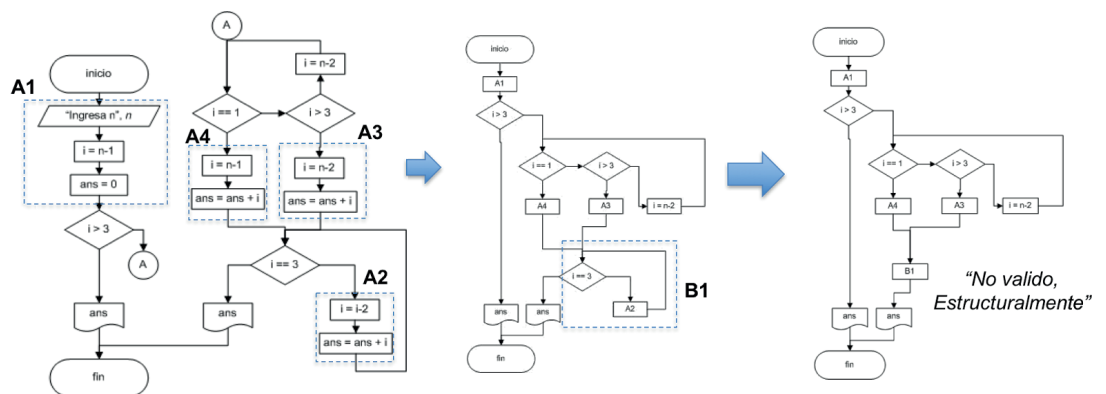 A
inicio
A1
"Ingresa n", n
i = n-1
ans = 0
i > 3
A
ans
fin
i = n-2
i == 1
i > 3
A4
A3
i = n-1
ans = ans + i
i = n-2
ans = ans + i
i == 3
A2
ans
i = i-2
ans = ans + i
inicio
A1
i > 3
i == 1
i > 3
A4
A3
i = n-2
i == 3
A2
B1
ans
ans
fin
inicio
A1
i > 3
i == 1
i > 3
A4
A3
i = n-2
B1
"No valido,
Estructuralmente"
ans
ans
fin